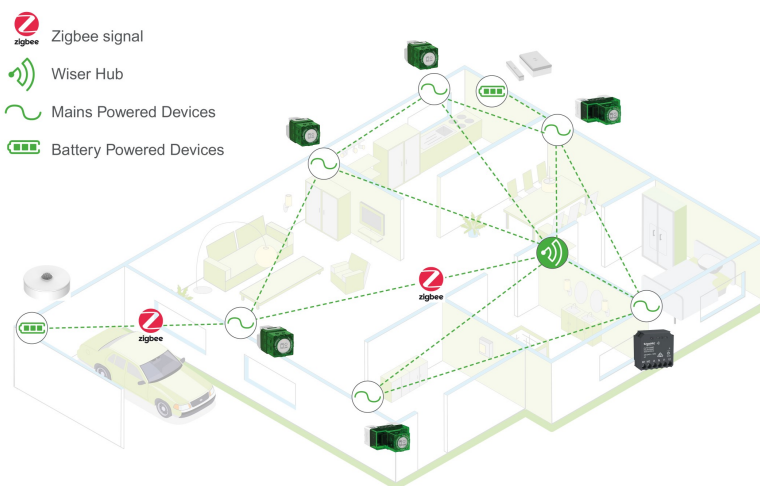 zigbee
Zigbee signal
Wiser Hub
Mains Powered Devices
Battery Powered Devices
zigbee
zigbee